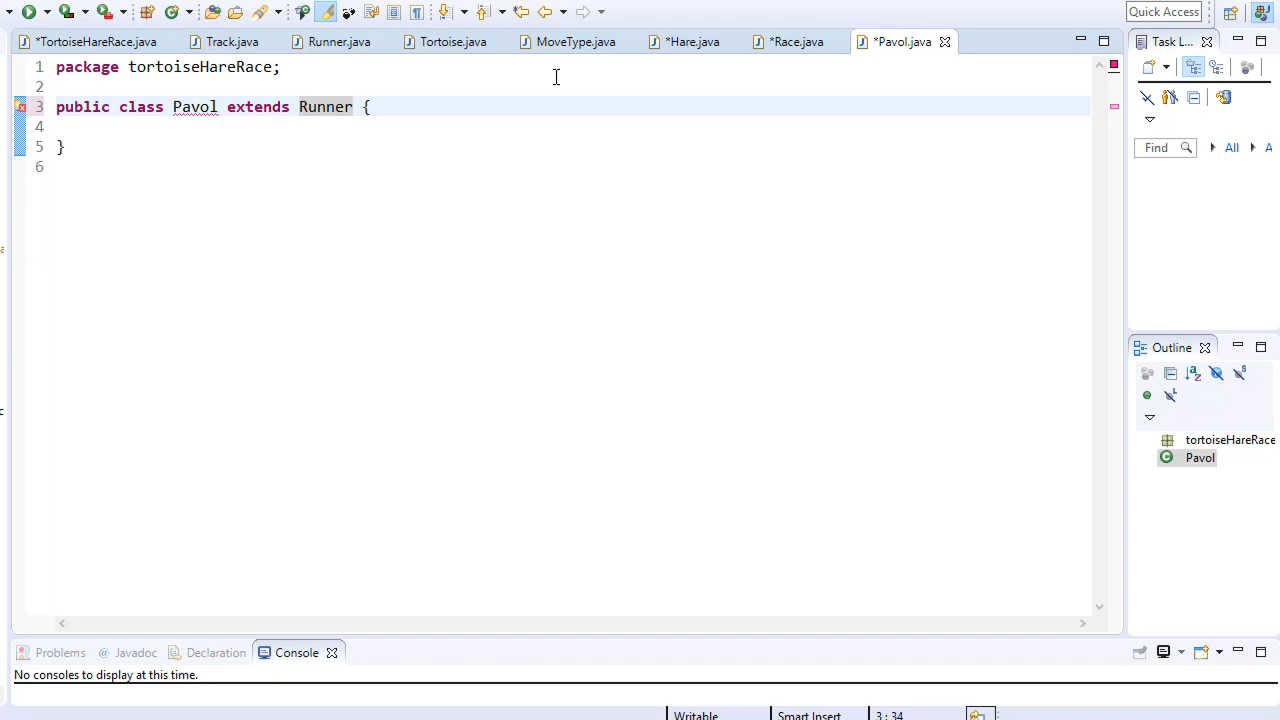 Quick Access
*TortoiseHareRace.java
Track.java
Runner.java
Tortoise.java
MoveType.java
*Hare.java
*Race.java
*Pavol.java
Task L...
1 package tortoiseHareRace;
2
3 public class Pavol extends Runner {
4
5 }
6
Find
All
A
Outline
tortoiseHareRace
Pavol
Problems
@ Javadoc
Declaration
Console
No consoles to display at this time.
Writable
Smart Insert
3 : 34